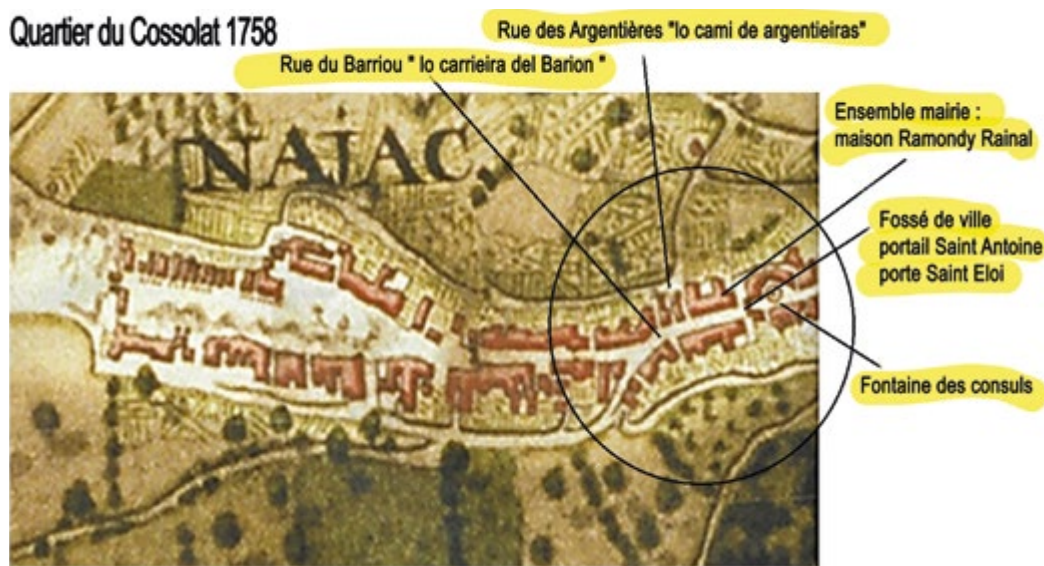 Quartier du Cossolat 1758
Rue des Argentières "lo cami de argentieiras"
Rue du Barriou " lo carrieira del Barion "
Ensemble mairie :
maison Ramondy Rainal
NAJAC
Fossé de ville
portail Saint Antoine
porte Saint Eloi
Fontaine des consuls